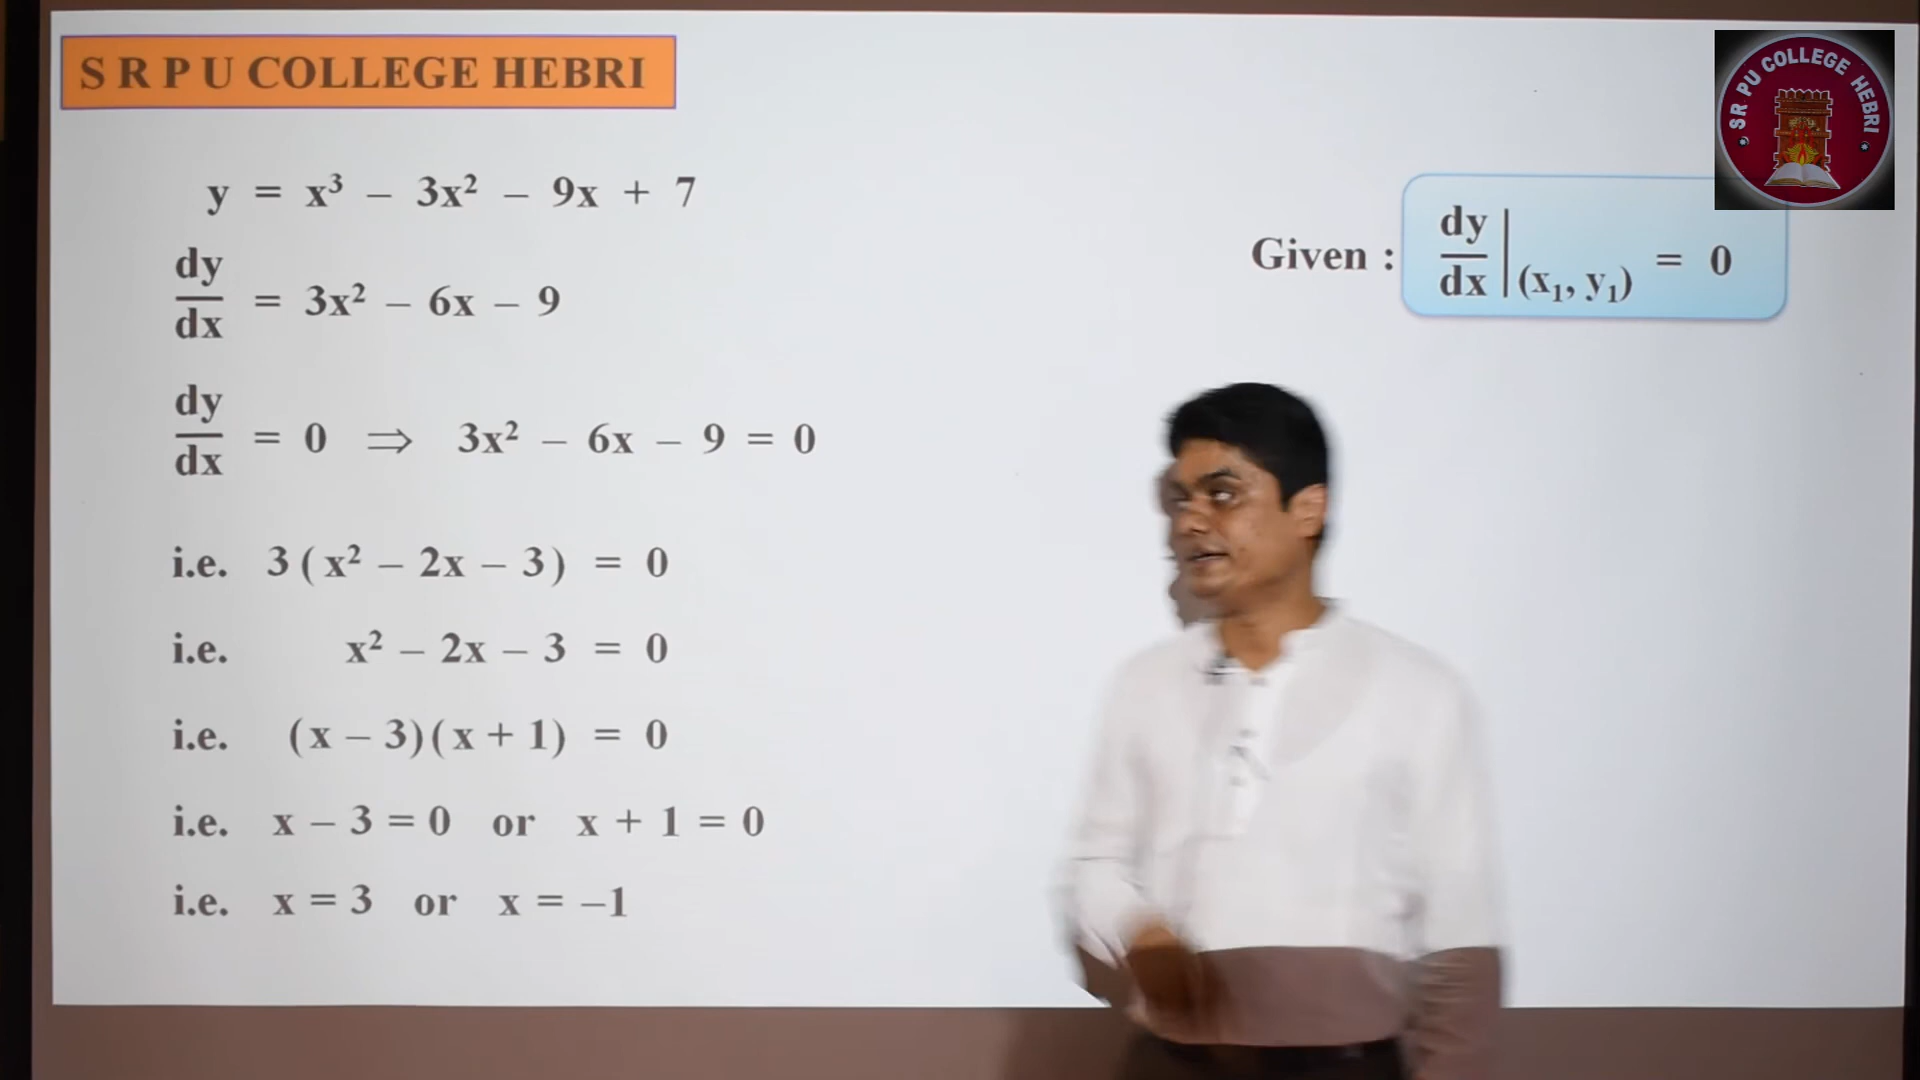 S R P U COLLEGE HEBRI
SR PU COLLEGE HEBRI
y = x³ – 3x² – 9x + 7
dy/dx = 3x² – 6x – 9
Given : dy/dx |(x₁, y₁) = 0
dy/dx = 0 ⇒ 3x² – 6x – 9 = 0
i.e. 3 ( x² – 2x – 3 ) = 0
i.e. x² – 2x – 3 = 0
i.e. (x – 3)(x + 1) = 0
i.e. x – 3 = 0 or x + 1 = 0
i.e. x = 3 or x = –1